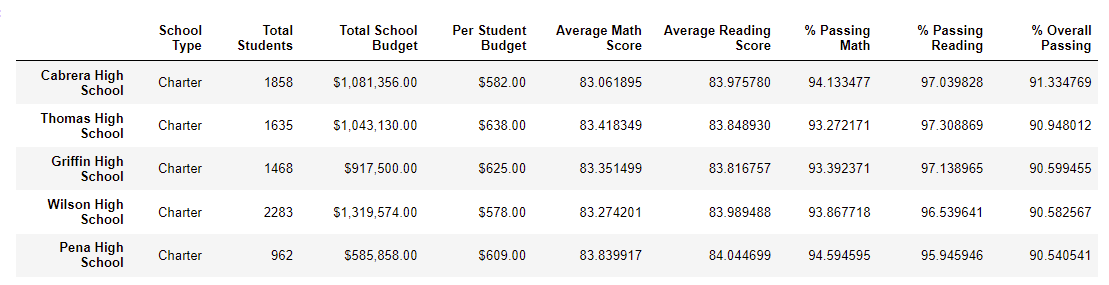 School Type Total Students Total School Budget Per Student Budget Average Math Score Average Reading Score % Passing Math % Passing Reading % Overall Passing
Cabrera High School Charter 1858 $1,081,356.00 $582.00 83.061895 83.975780 94.133477 97.039828 91.334769
Thomas High School Charter 1635 $1,043,130.00 $638.00 83.418349 83.848930 93.272171 97.308869 90.948012
Griffin High School Charter 1468 $917,500.00 $625.00 83.351499 83.816757 93.392371 97.138965 90.599455
Wilson High School Charter 2283 $1,319,574.00 $578.00 83.274201 83.989488 93.867718 96.539641 90.582567
Pena High School Charter 962 $585,858.00 $609.00 83.839917 84.044699 94.594595 95.945946 90.540541